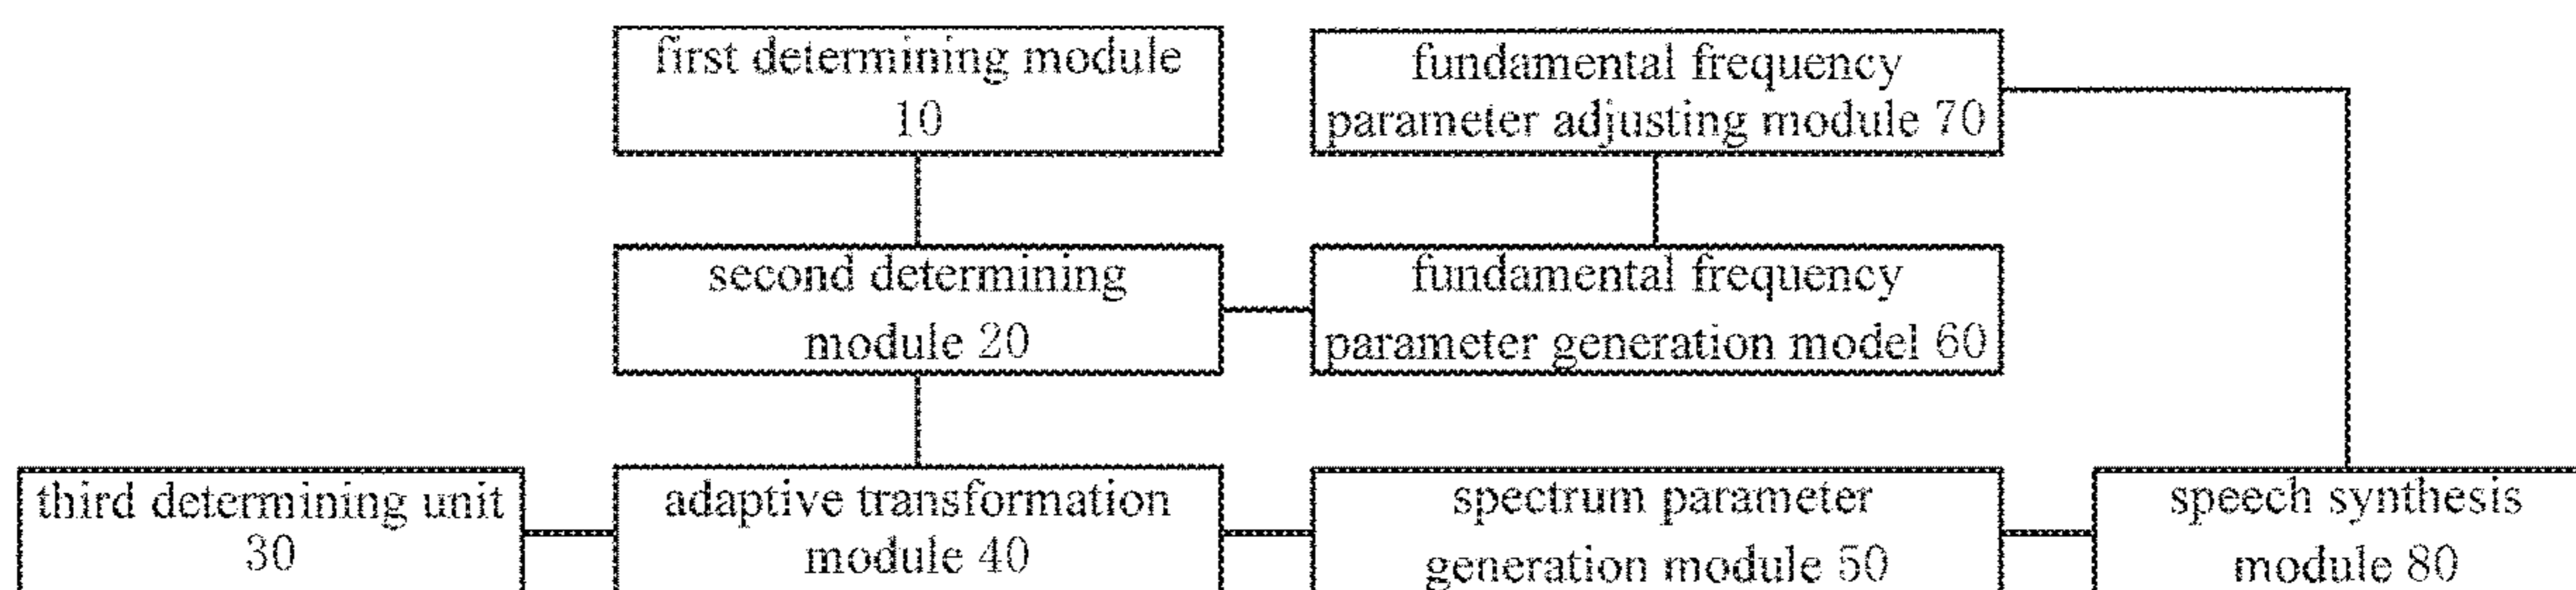 first determining module
10
fundamental frequency
parameter adjusting module 70
second determining
module 20
fundamental frequency
parameter generation model 60
third determining unit
30
adaptive transformation
module 40
spectrum parameter
generation module 50
speech synthesis
module 80